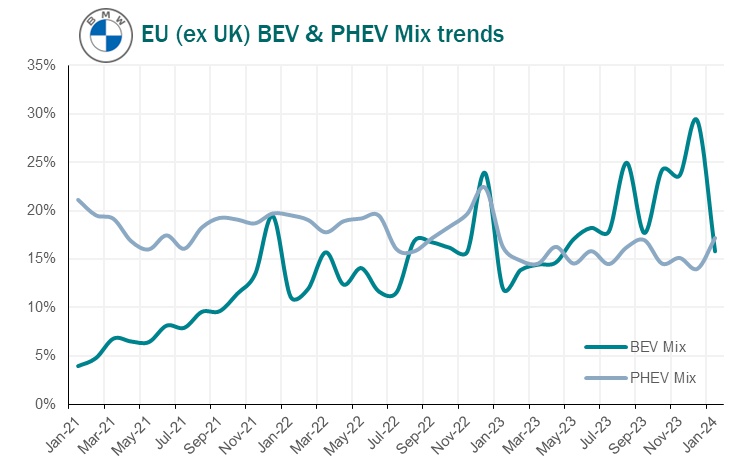 BMW
EU (ex UK) BEV & PHEV Mix trends
35%
30%
25%
20%
15%
10%
5%
0%
BEV Mix
PHEV Mix
Jan-21
Mar-21
May-21
Jul-21
Sep-21
Nov-21
Jan-22
Mar-22
May-22
Jul-22
Sep-22
Nov-22
Jan-23
Mar-23
May-23
Jul-23
Sep-23
Nov-23
Jan-24